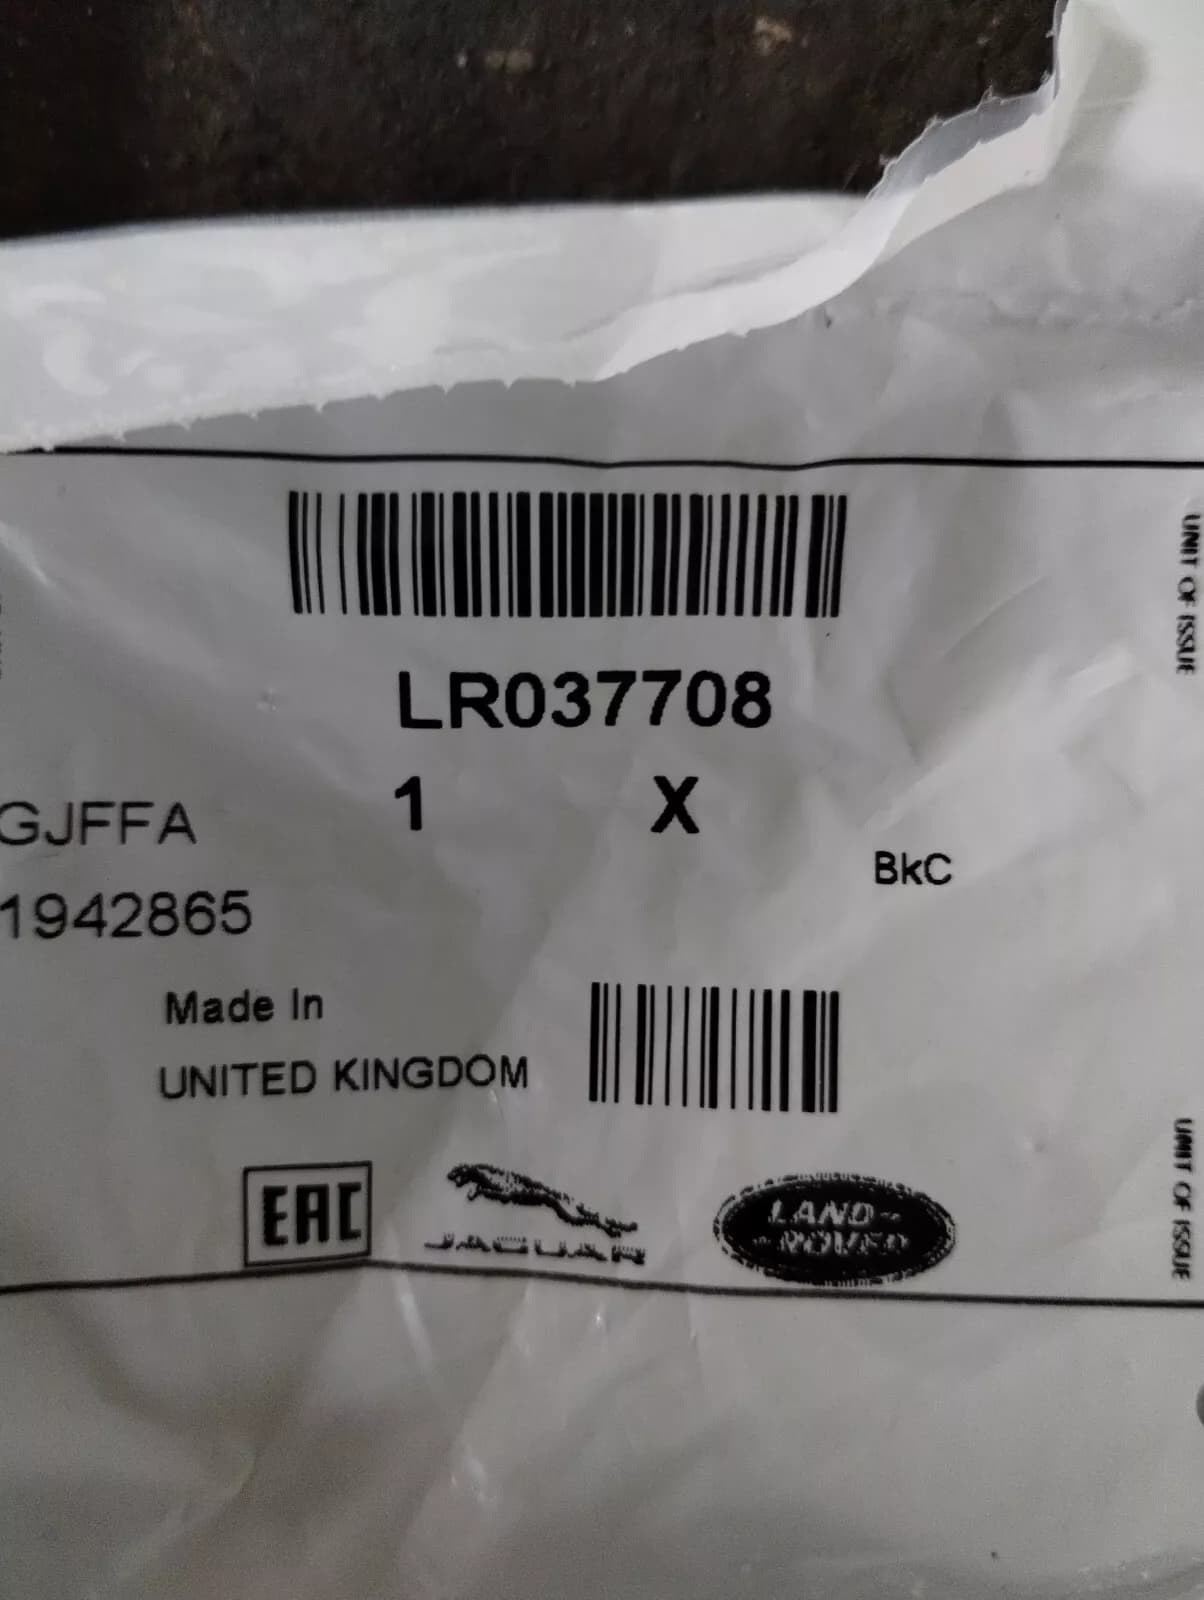 LR037708
1 X
GJFFA
BkC
1942865
Made In
UNITED KINGDOM
EAC
JAGUAR
LAND-
-ROVER
UNIT OF ISSUE
UNIT OF ISSUE